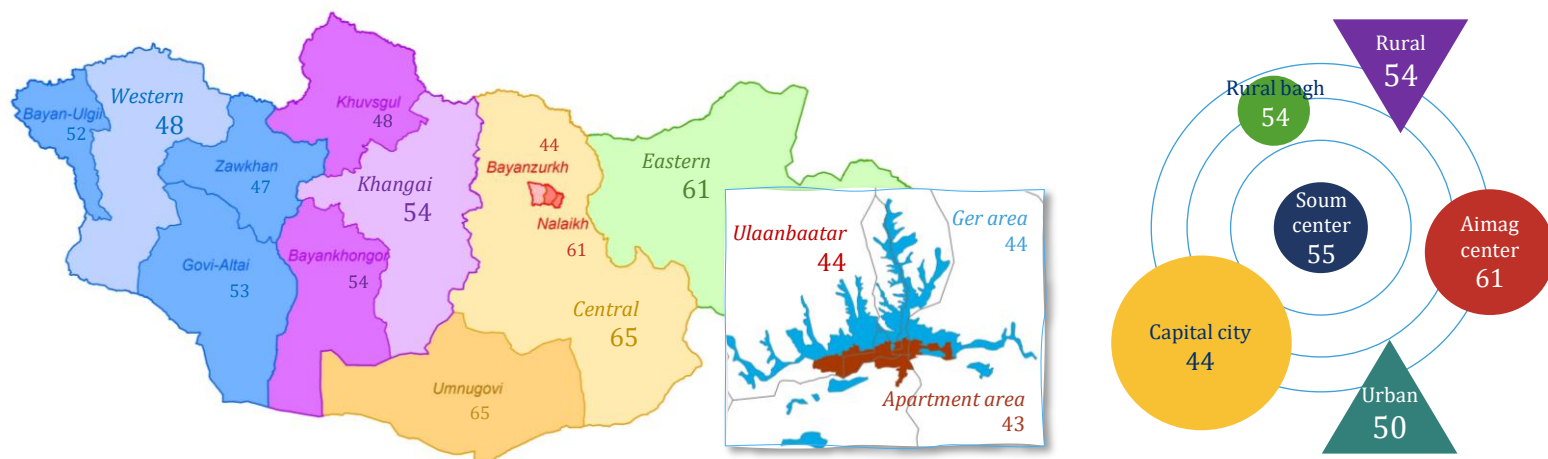 Western
48
Bayan-Ulgii
52
Khuvsgul
48
Zawkhan
47
Khangai
54
Govi-Altai
53
Bayankhongor
54
44
Bayanzurkh
Nalaikh
61
Eastern
61
Central
65
Umnugovi
65
Ulaanbaatar
44
Ger area
44
Apartment area
43
Rural
54
Rural bagh
54
Soum
center
55
Aimag
center
61
Capital city
44
Urban
50